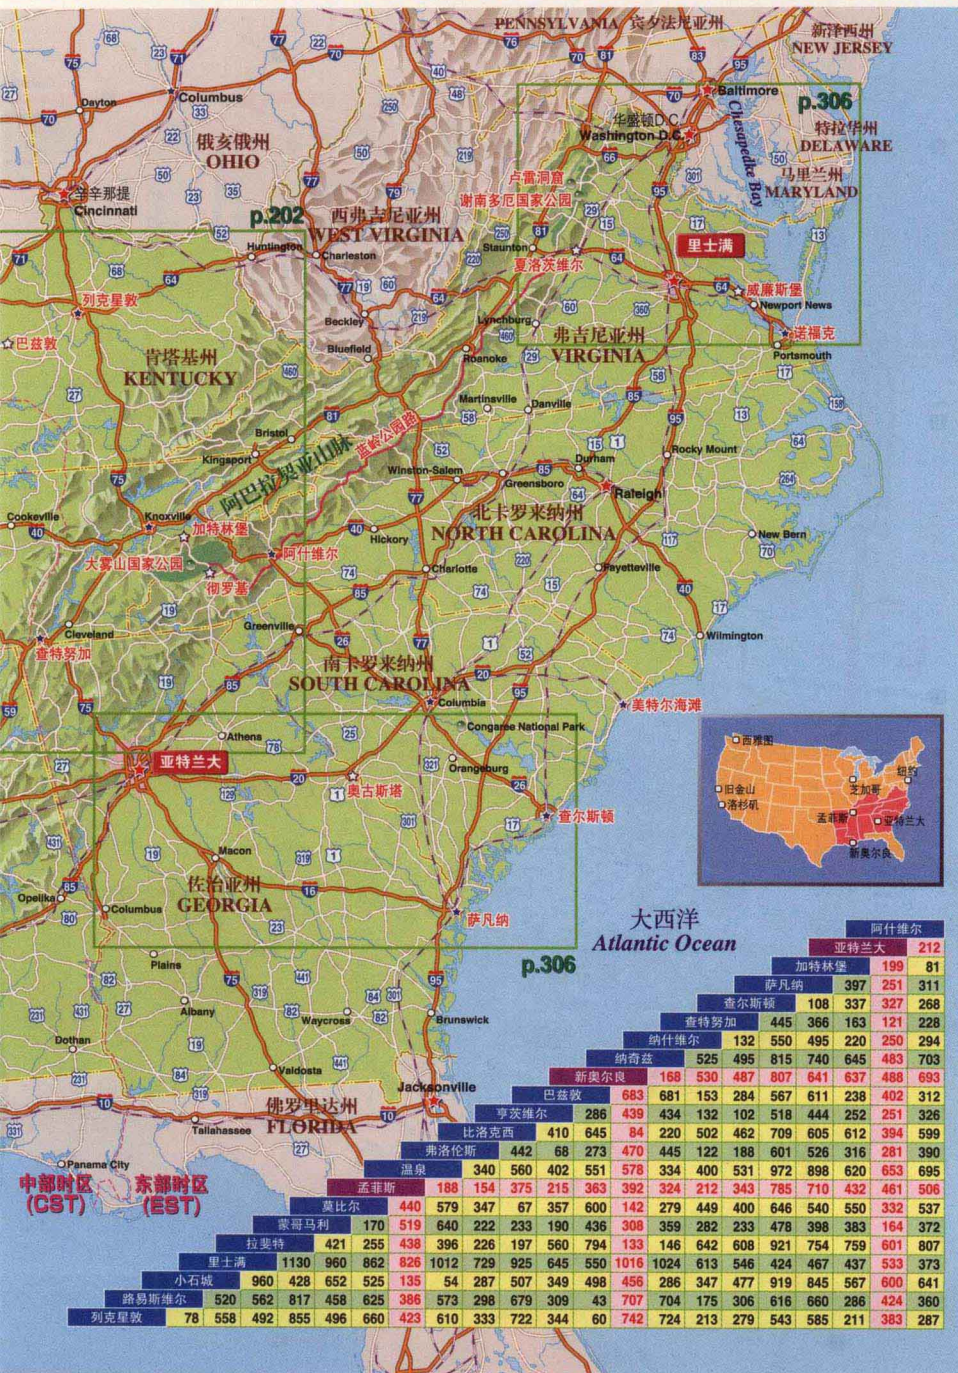 PENNSYLVANIA 宾夕法尼亚州
新泽西州
NEW JERSEY
Dayton
Columbus
Baltimore
p.306
俄亥俄州
OHIO
华盛顿D.C.
Washington D.C.
Chesapedke Bay
特拉华州
DELAWARE
马里兰州
MARYLAND
辛辛那提
Cincinnati
卢雷洞窟
谢南多厄国家公园
p.202
西弗吉尼亚州
WEST VIRGINIA
Huntington
Charleston
Staunton
夏洛茨维尔
里士满
列克星敦
威廉斯堡
Newport News
Beckley
Lynchburg
诺福克
巴兹敦
Bluefield
弗吉尼亚州
VIRGINIA
Roanoke
Portsmouth
肯塔基州
KENTUCKY
Martinsville
Danville
Bristol
Kingsport
阿巴拉契亚山脉
蓝岭公园路
Winston-Salem
Greensboro
Durham
Rocky Mount
Raleigh
Cookeville
Knoxville
加特林堡
北卡罗来纳州
NORTH CAROLINA
Hickory
New Bern
大雾山国家公园
阿什维尔
彻罗基
Charlotte
Fayetteville
Greenville
Cleveland
查特努加
Wilmington
南卡罗来纳州
SOUTH CAROLINA
Columbia
美特尔海滩
Athens
Congaree National Park
亚特兰大
Orangeburg
奥古斯塔
查尔斯顿
西雅图
纽约
旧金山
芝加哥
洛杉矶
孟菲斯
亚特兰大
新奥尔良
Macon
佐治亚州
GEORGIA
Opelika
Columbus
萨凡纳
大西洋
Atlantic Ocean
p.306
Plains
Albany
Waycross
Brunswick
Dothan
Valdosta
Jacksonville
佛罗里达州
FLORIDA
Tallahassee
Panama City
中部时区
(CST)
东部时区
(EST)
阿什维尔
亚特兰大 212
加特林堡 199 81
萨凡纳 397 251 311
查尔斯顿 108 337 327 268
查特努加 445 366 163 121 228
纳什维尔 132 550 495 220 250 294
纳奇兹 525 495 815 740 645 483 703
新奥尔良 168 530 487 807 641 637 488 693
巴兹敦 683 681 153 284 567 611 238 402 312
亨茨维尔 286 439 434 132 102 518 444 252 251 326
比洛克西 410 645 84 220 502 462 709 605 612 394 599
弗洛伦斯 442 68 273 470 445 122 188 601 526 316 281 390
温泉 340 560 402 551 578 334 400 531 972 898 620 653 695
孟菲斯 188 154 375 215 363 392 324 212 343 785 710 432 461 506
莫比尔 440 579 347 67 357 600 142 279 449 400 646 540 550 332 537
蒙哥马利 170 519 640 222 233 190 436 308 359 282 233 478 398 383 164 372
拉斐特 421 255 438 396 226 197 560 794 133 146 642 608 921 754 759 601 807
里士满 1130 960 862 826 1012 729 925 645 550 1016 1024 613 546 424 467 437 533 373
小石城 960 428 652 525 135 54 287 507 349 498 456 286 347 477 919 845 567 600 641
路易斯维尔 520 562 817 458 625 386 573 298 679 309 43 707 704 175 306 616 660 286 424 360
列克星敦 78 558 492 855 496 660 423 610 333 722 344 60 742 724 213 279 543 585 211 383 287